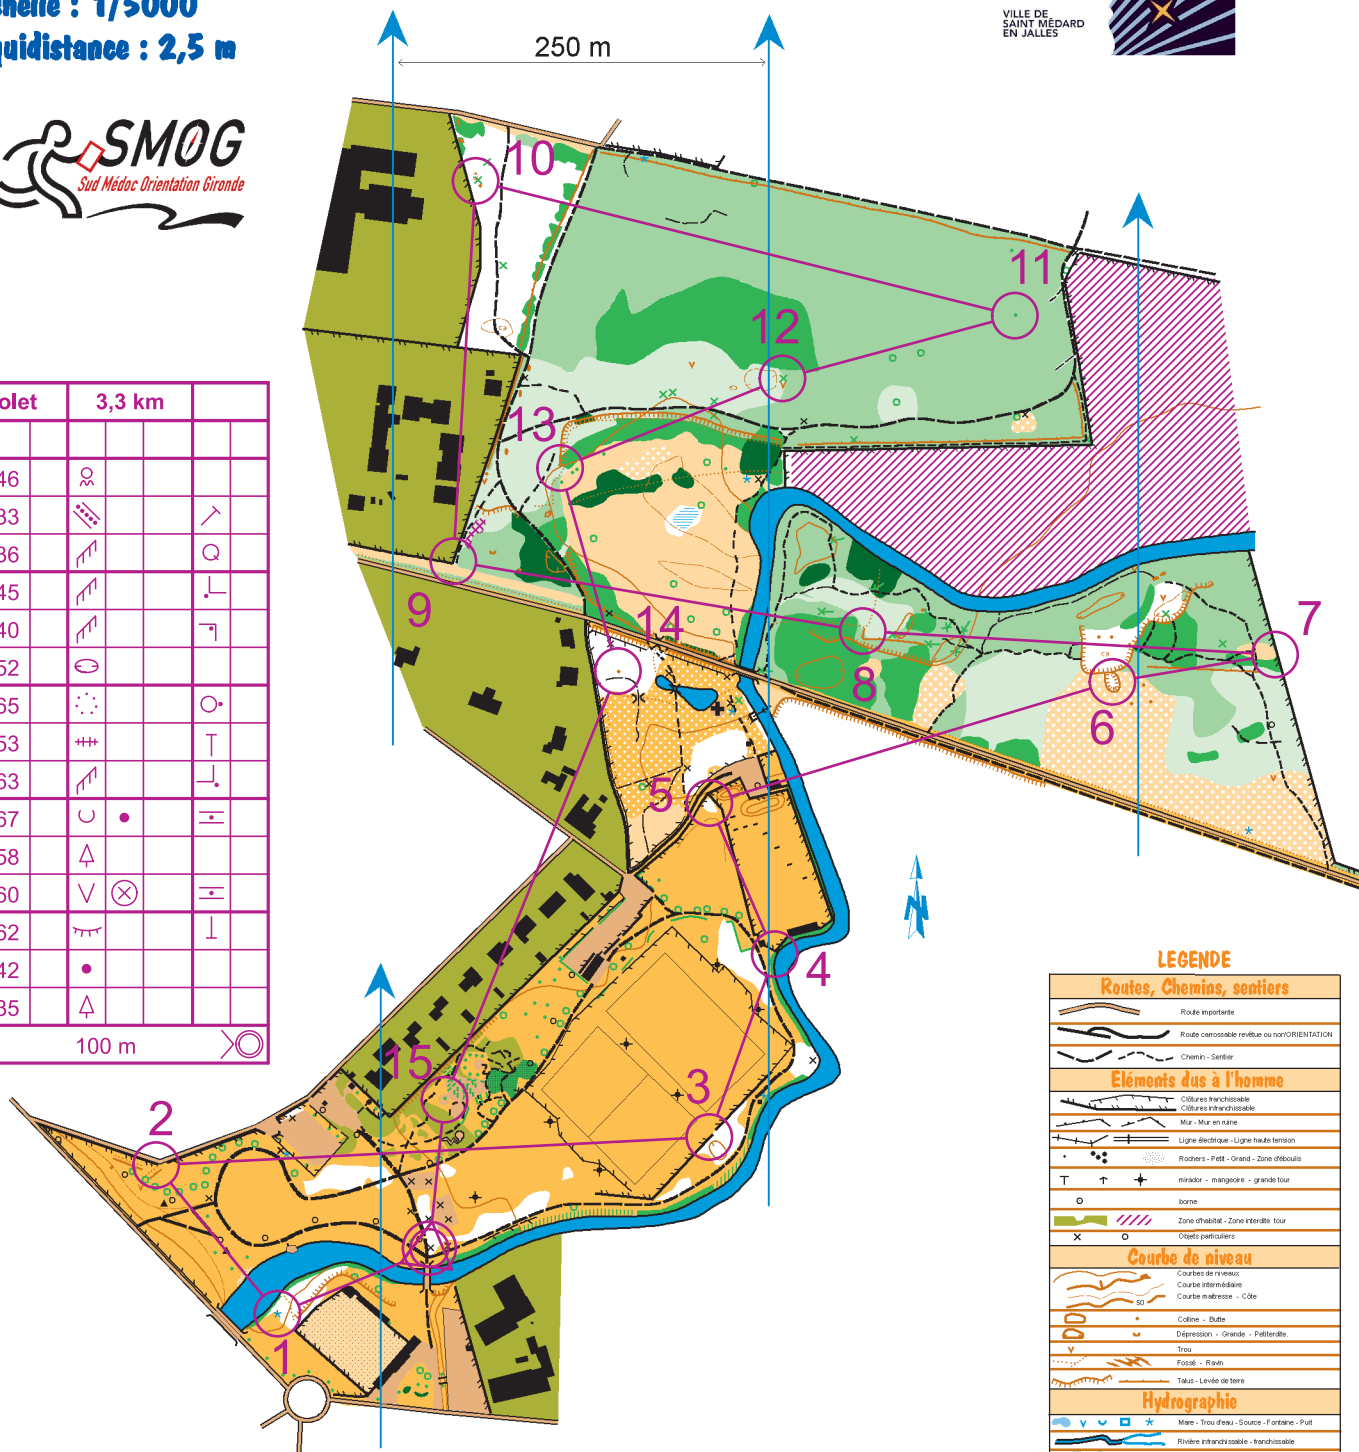 : 1/5000
: 2,5 m
250 m
VILLE DE
SAINT MÉDARD
EN JALLES
SMOG
Sud Médoc Orientation Gironde
3,3 km
46
33
36
45
40
52
65
53
63
67
58
60
62
42
35
100 m
10
11
12
13
14
9
8
7
6
5
4
3
15
2
1
N
LEGENDE
Routes, Chemins, sentiers
Route importante
Route carrossable revêtue ou non'ORIENTATION
Chemin - Sentier
Eléments dus à l'homme
Clôtures franchissable
Clôtures infranchissable
Mur - Mur en ruine
Ligne électrique - Ligne haute tension
Rochers - Petit - Grand - Zone d'éboulis
mirador - mangeoire - grande tour
borne
Zone d'habitat - Zone interdite tour
Objets particuliers
Courbe de niveau
Courbes de niveaux
Courbe intermédiaire
Courbe maitresse - Côte
50
Colline - Butte
Dépression - Grande - Petiterdite.
Trou
Fossé - Ravin
Talus - Levée de terre
Hydrographie
Mare - Trou d'eau - Source - Fontaine - Puit
Rivière infranchissable - franchissable